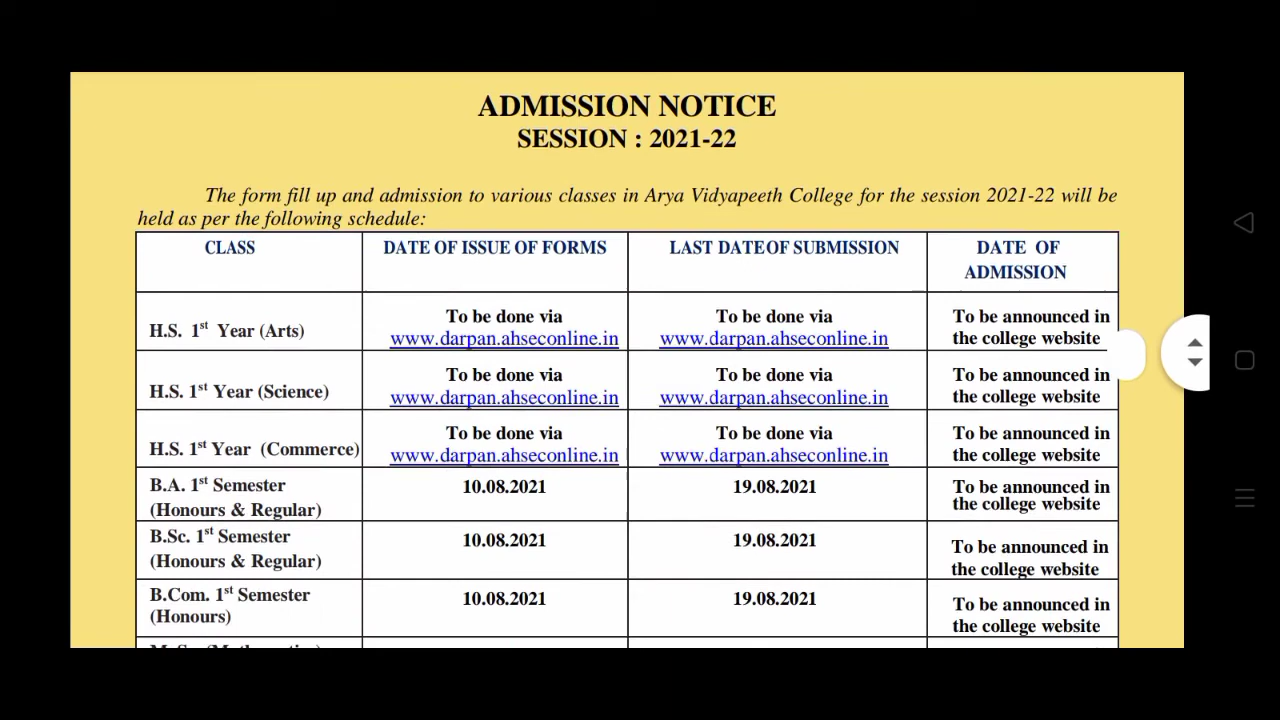 ADMISSION NOTICE
SESSION : 2021-22
The form fill up and admission to various classes in Arya Vidyapeeth College for the session 2021-22 will be
held as per the following schedule:
CLASS DATE OF ISSUE OF FORMS LAST DATE OF SUBMISSION DATE OF
ADMISSION
H.S. 1st Year (Arts) To be done via To be done via To be announced in
www.darpan.ahseconline.in www.darpan.ahseconline.in the college website
H.S. 1st Year (Science) To be done via To be done via To be announced in
www.darpan.ahseconline.in www.darpan.ahseconline.in the college website
H.S. 1st Year (Commerce) To be done via To be done via To be announced in
www.darpan.ahseconline.in www.darpan.ahseconline.in the college website
B.A. 1st Semester 10.08.2021 19.08.2021 To be announced in
(Honours & Regular) the college website
B.Sc. 1st Semester 10.08.2021 19.08.2021 To be announced in
(Honours & Regular) the college website
B.Com. 1st Semester 10.08.2021 19.08.2021 To be announced in
(Honours) the college website